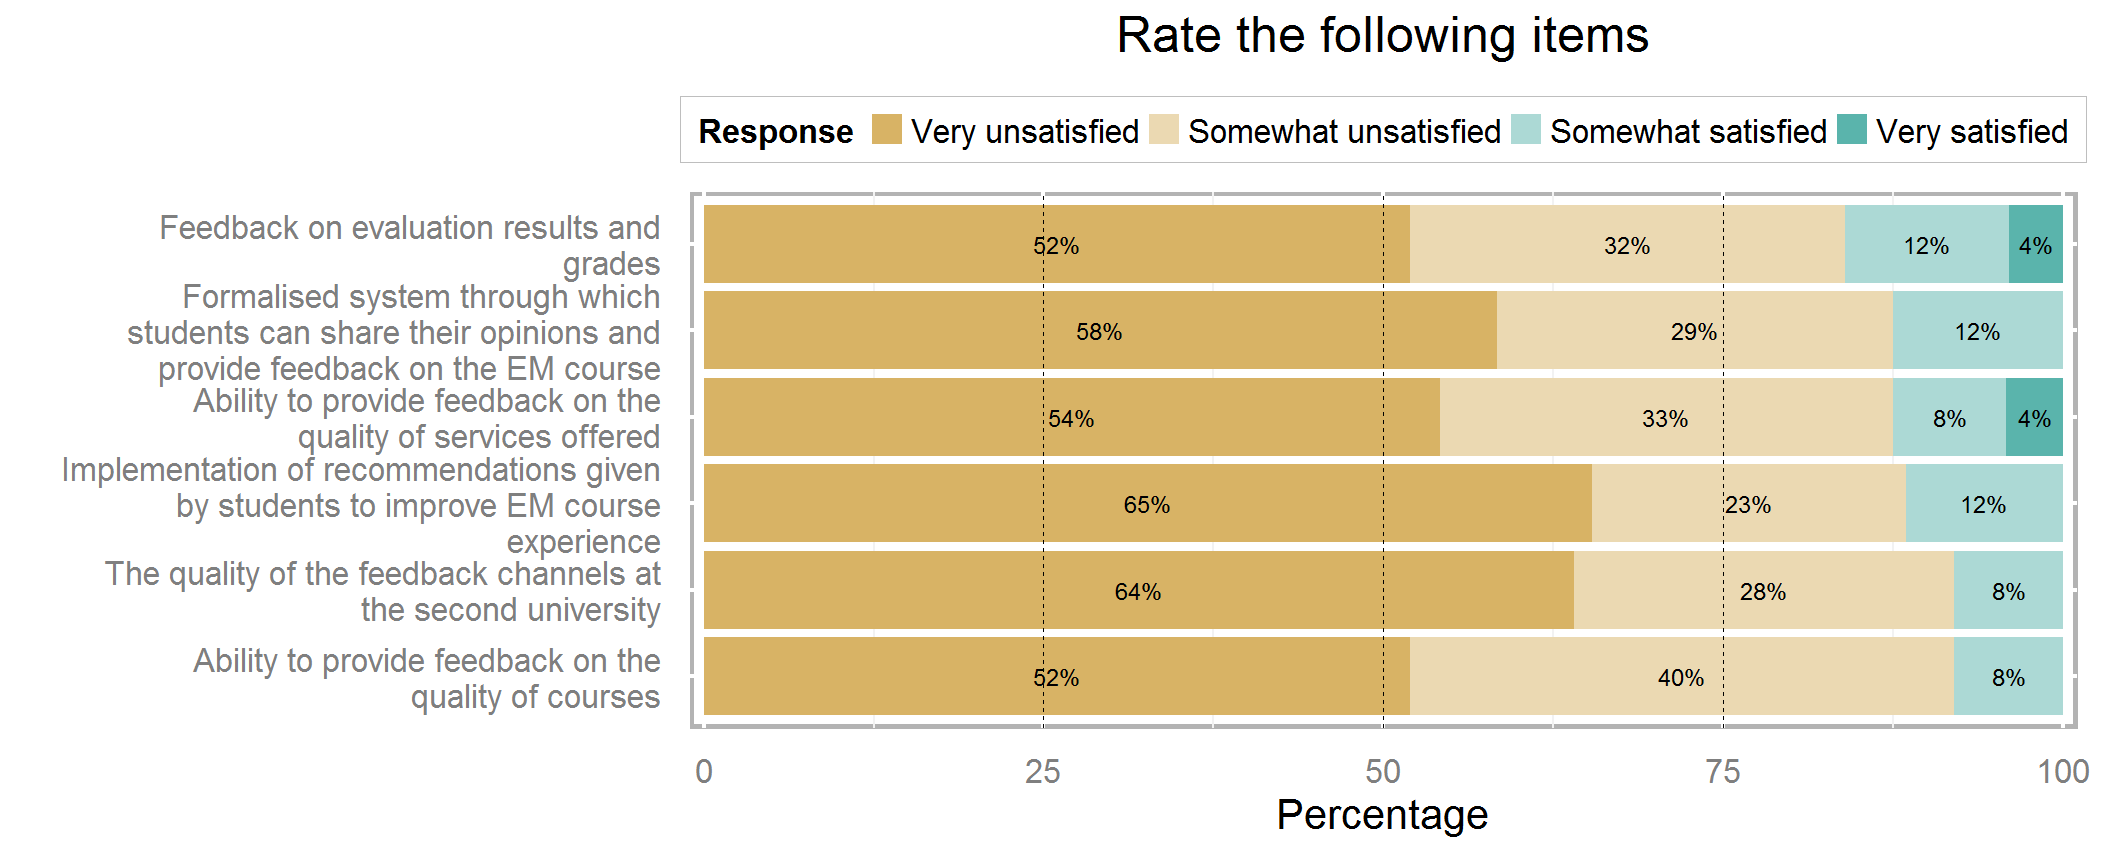 Rate the following items
Response Very unsatisfied Somewhat unsatisfied Somewhat satisfied Very satisfied
Feedback on evaluation results and
grades
52% 32% 12% 4%
Formalised system through which
students can share their opinions and
provide feedback on the EM course
58% 29% 12%
Ability to provide feedback on the
quality of services offered
54% 33% 8% 4%
Implementation of recommendations given
by students to improve EM course
experience
65% 23% 12%
The quality of the feedback channels at
the second university
64% 28% 8%
Ability to provide feedback on the
quality of courses
52% 40% 8%
0 25 50 75 100
Percentage